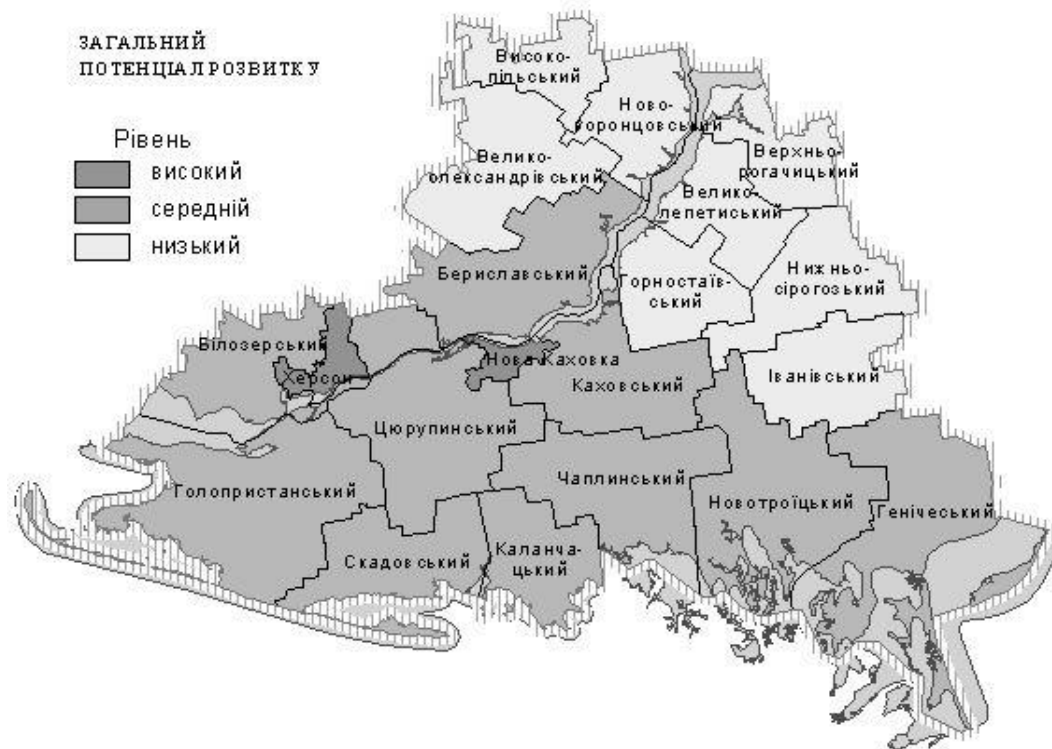 ЗАГАЛЬНИЙ
ПОТЕНЦІАЛ РОЗВИТКУ
Рівень
високий
середній
низький
Високо-
пільський
Ново-
воронцовський
Велико-
олександрівський
Верхньо-
рогачицький
Велико-
лепетиський
Бериславський
Горностаїв-
ський
Нижньо-
сірогозький
Білозерський
Херсон
Нова Каховка
Каховський
Іванівський
Цюрупинський
Голопристанський
Чаплинський
Новотроїцький
Генічеський
Скадовський
Каланча-
цький